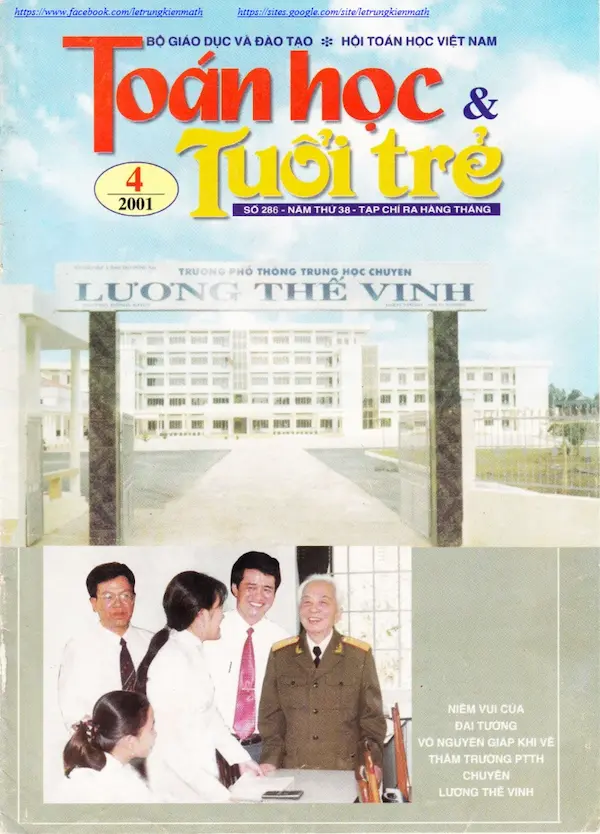 https://www.facebook.com/letrungkienmath https://sites.google.com/site/letrungkienmath
BỘ GIÁO DỤC VÀ ĐÀO TẠO * HỘI TOÁN HỌC VIỆT NAM
Toán học &
Tuổi trẻ
4
2001
SỐ 286 - NĂM THỨ 38 - TẠP CHÍ RA HÀNG THÁNG
TRƯỜNG PHỔ THÔNG TRUNG HỌC CHUYÊN
LƯƠNG THẾ VINH
NIỀM VUI CỦA
ĐẠI TƯỚNG
VÕ NGUYÊN GIÁP KHI VỀ
THĂM TRƯỜNG PTTH
CHUYÊN
LƯƠNG THẾ VINH